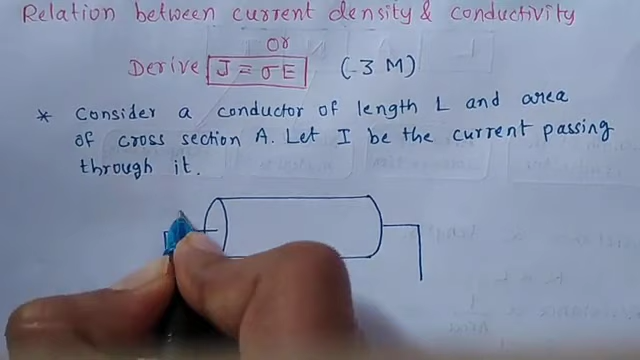 Relation between current density & conductivity
Or
Derive J = σE (-3 M)
* Consider a conductor of length L and area
of cross section A. Let I be the current passing
through it.